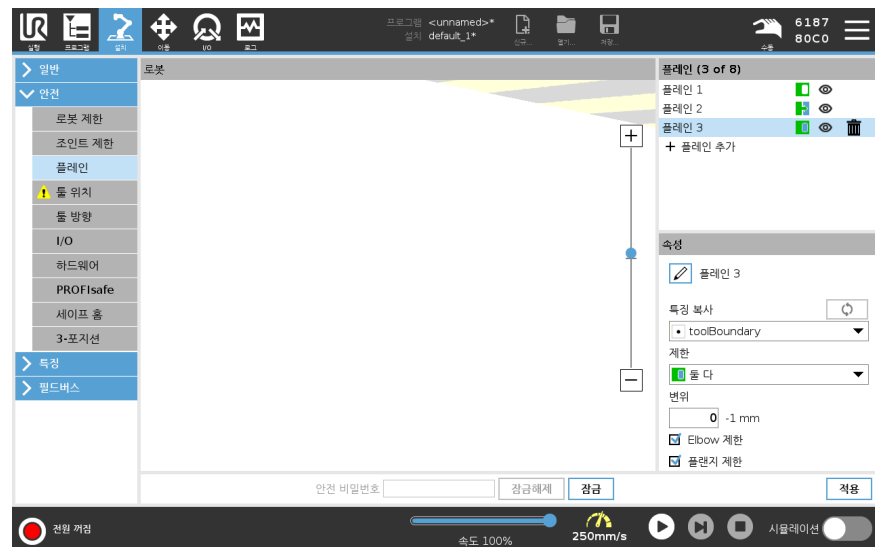 프로그램 <unnamed>*
설치 default_1*
실행 프로그램 설치 이동 I/O 로그
신규... 열기... 저장...
수동
6187
80C0
일반
안전
로봇 제한
조인트 제한
플레인
툴 위치
툴 방향
I/O
하드웨어
PROFIsafe
세이프 홈
3-포지션
특징
필드버스
로봇
플레인 (3 of 8)
플레인 1
플레인 2
플레인 3
+ 플레인 추가
속성
플레인 3
특징 복사
toolBoundary
제한
둘 다
변위
0 -1 mm
Elbow 제한
플랜지 제한
안전 비밀번호 잠금해제 잠금 적용
전원 꺼짐
속도 100%
250mm/s
시뮬레이션